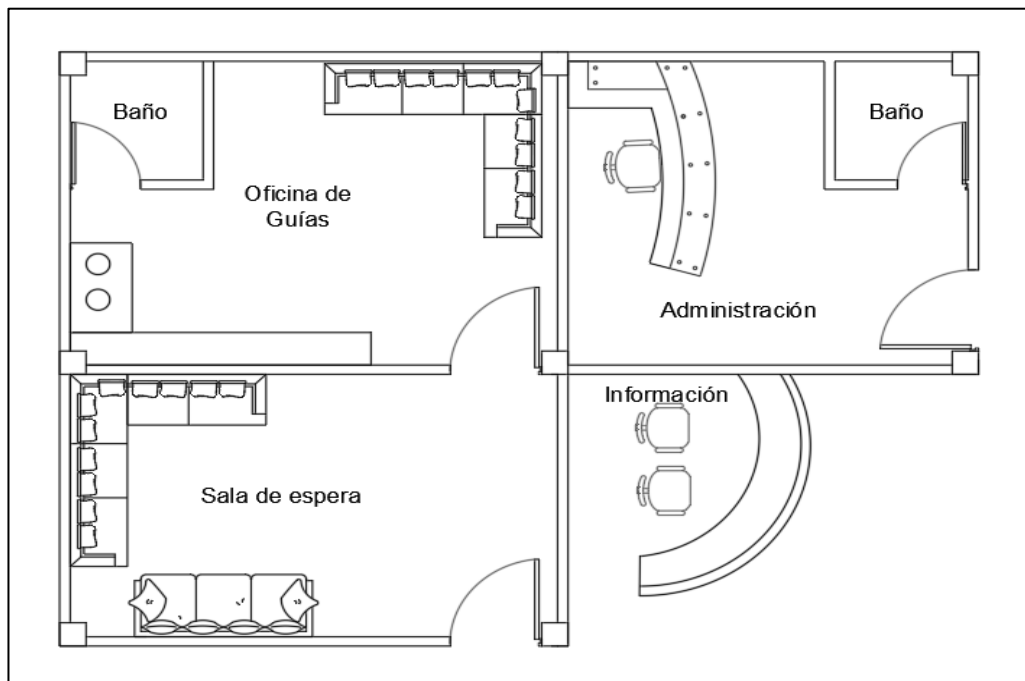 Baño
Baño
Oficina de
Guías
Administración
Información
Sala de espera